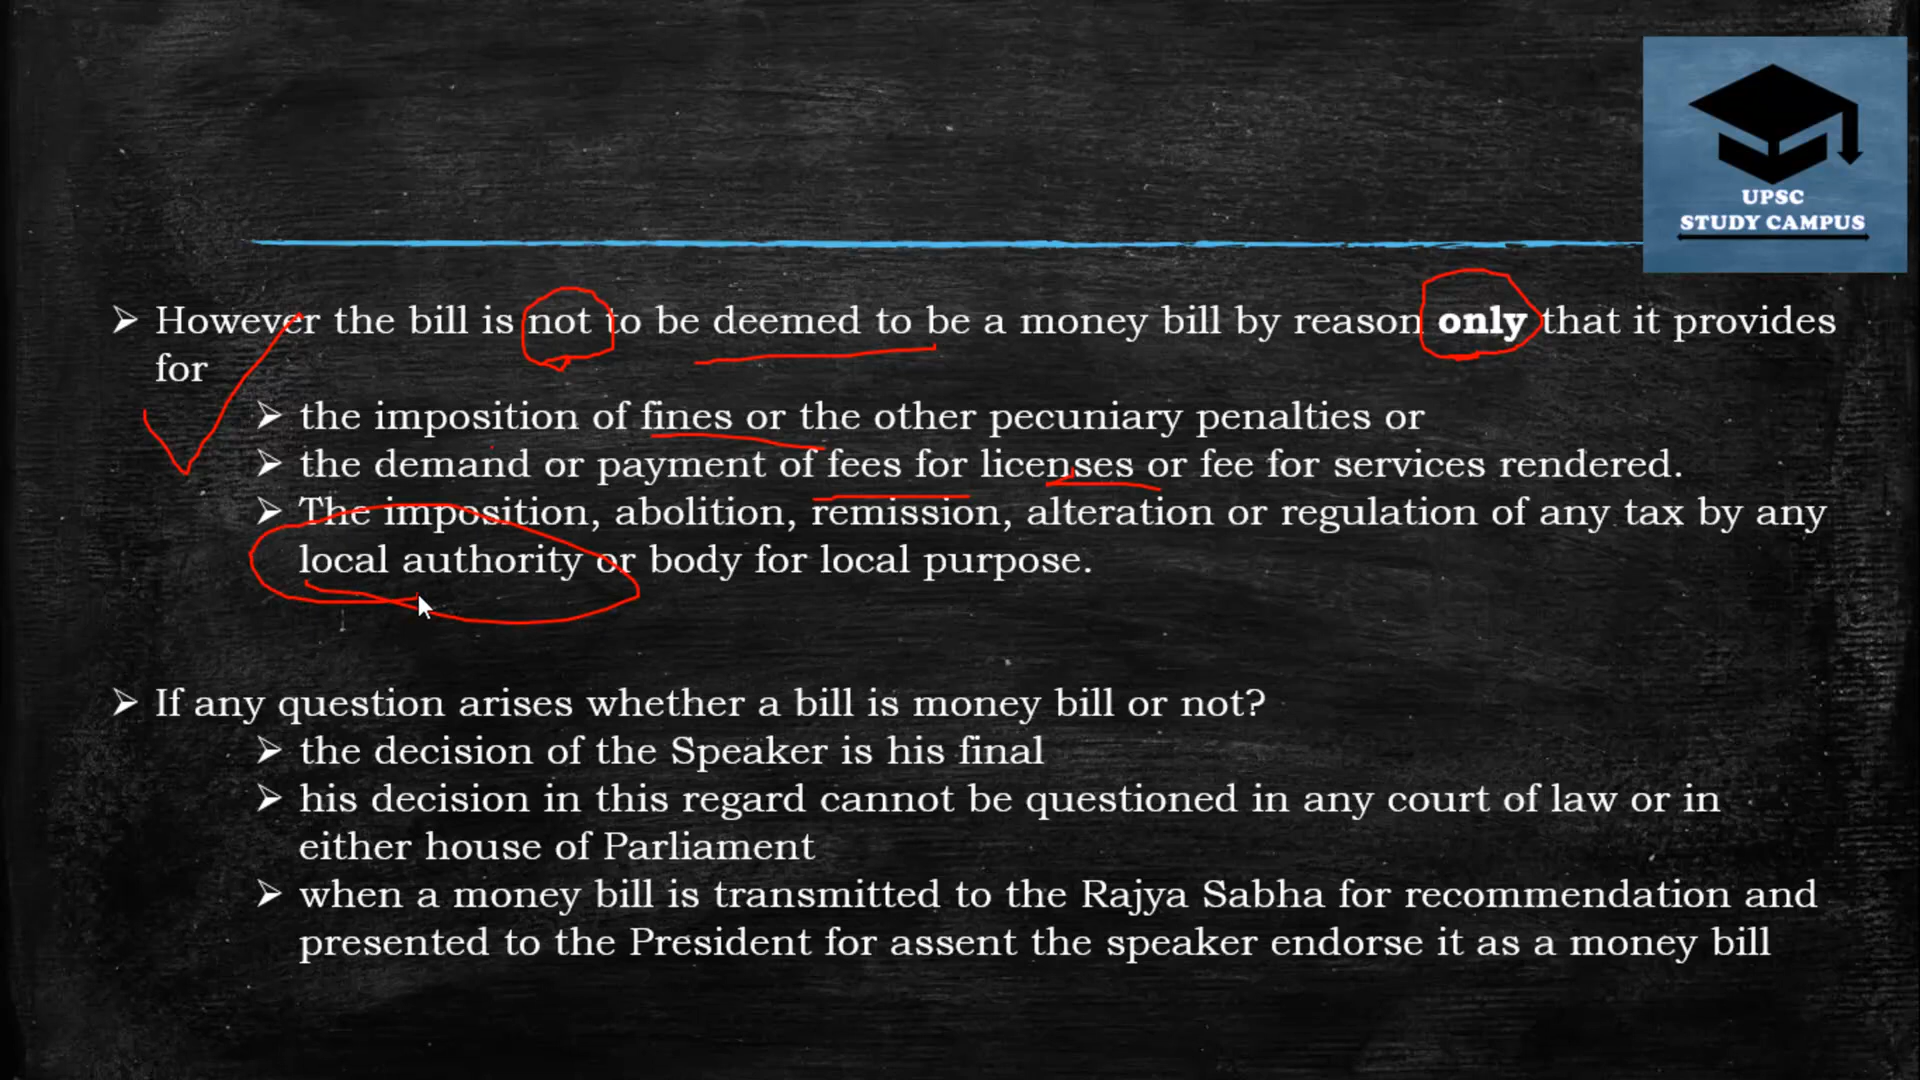 UPSC
STUDY CAMPUS
However the bill is not to be deemed to be a money bill by reason only that it provides
for
the imposition of fines or the other pecuniary penalties or
the demand or payment of fees for licenses or fee for services rendered.
The imposition, abolition, remission, alteration or regulation of any tax by any
local authority or body for local purpose.
If any question arises whether a bill is money bill or not?
the decision of the Speaker is his final
his decision in this regard cannot be questioned in any court of law or in
either house of Parliament
when a money bill is transmitted to the Rajya Sabha for recommendation and
presented to the President for assent the speaker endorse it as a money bill